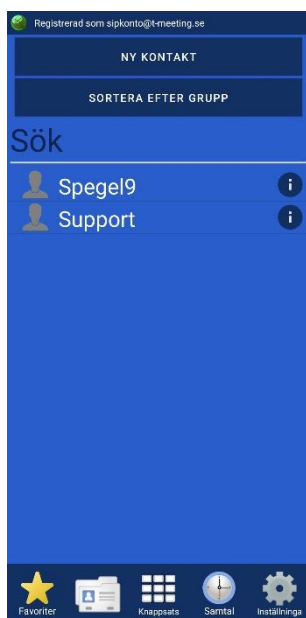 Registrerad som sipkonto@t-meeting.se
NY KONTAKT
SORTERA EFTER GRUPP
Sök
Spegel9
Support
Favoriter
Knappsats
Samtal
Inställninga